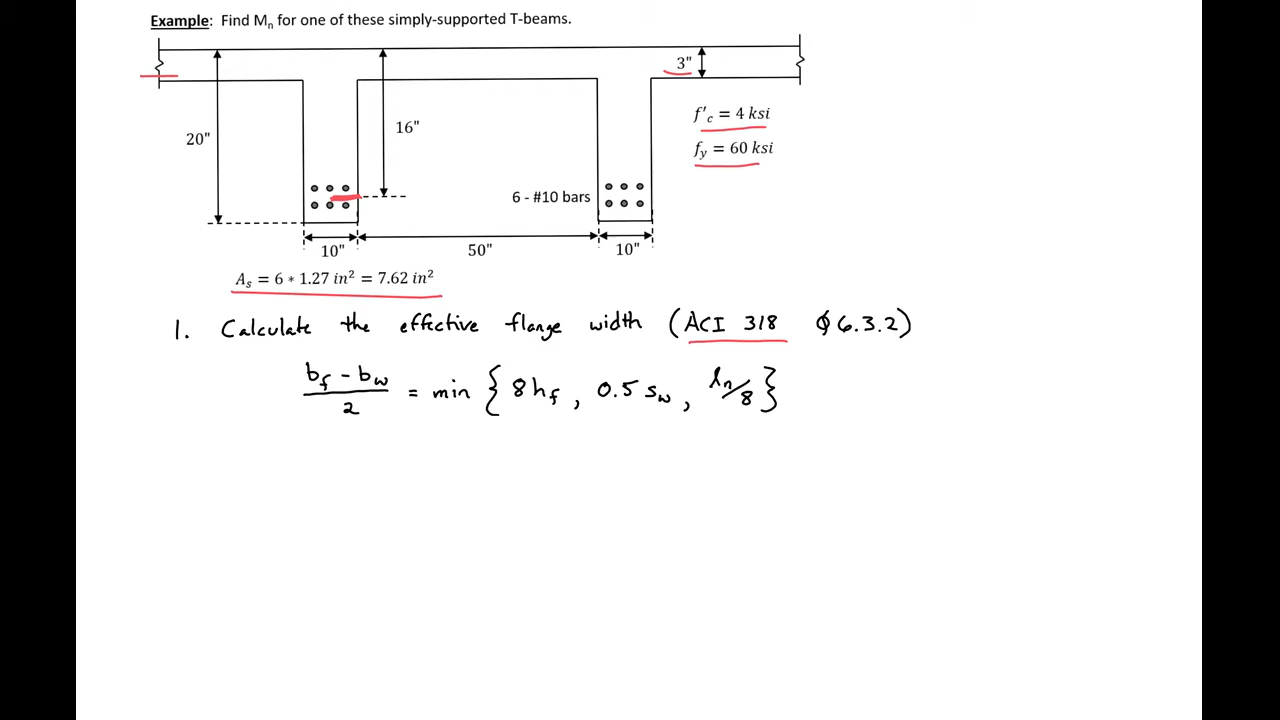 Example: Find Mn for one of these simply-supported T-beams.
3"
20"
16"
f'c = 4 ksi
fy = 60 ksi
6 - #10 bars
10"
50"
10"
As = 6 * 1.27 in² = 7.62 in²
1. Calculate the effective flange width (ACI 318 § 6.3.2)
(bf - bw)/2 = min { 8hf , 0.5 sw , ln/8 }